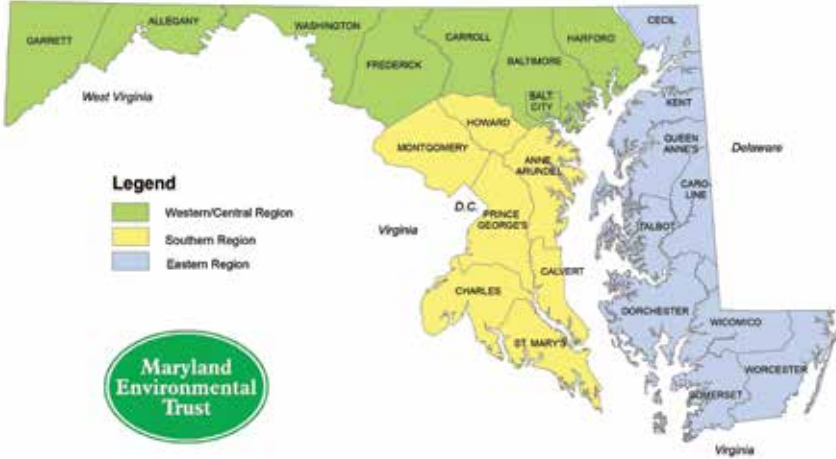 GARRETT
ALLEGANY
WASHINGTON
FREDERICK
CARROLL
BALTIMORE
HARFORD
CECIL
BALT
CITY
KENT
West Virginia
HOWARD
MONTGOMERY
ANNE
ARUNDEL
QUEEN
ANNE'S
Delaware
CARO-
LINE
Legend
Western/Central Region
Southern Region
Eastern Region
Virginia
D.C.
PRINCE
GEORGE'S
TALBOT
CALVERT
CHARLES
DORCHESTER
ST. MARY'S
WICOMICO
WORCESTER
SOMERSET
Maryland
Environmental
Trust
Virginia